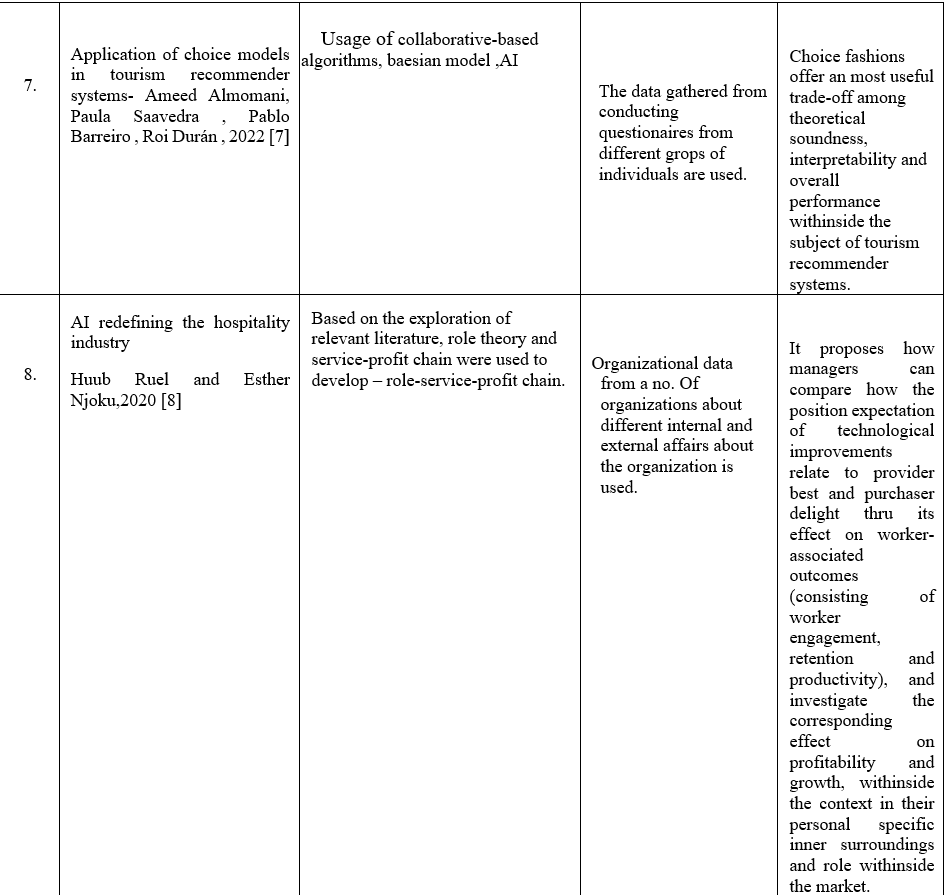 7.
Application of choice models
in tourism recommender
systems- Ameed Almomani,
Paula Saavedra , Pablo
Barreiro , Roi Durán , 2022 [7]
Usage of collaborative-based
algorithms, baesian model ,AI
The data gathered from
conducting
questionaires from
different grops of
individuals are used.
Choice fashions
offer an most useful
trade-off among
theoretical
soundness,
interpretability and
overall
performance
withinside the
subject of tourism
recommender
systems.
8.
AI redefining the hospitality
industry
Huub Ruel and Esther
Njoku,2020 [8]
Based on the exploration of
relevant literature, role theory and
service-profit chain were used to
develop – role-service-profit chain.
Organizational data
from a no. Of
organizations about
different internal and
external affairs about
the organization is
used.
It proposes how
managers can
compare how the
position expectation
of technological
improvements
relate to provider
best and purchaser
delight thru its
effect on worker-
associated
outcomes
(consisting of
worker
engagement,
retention and
productivity), and
investigate the
corresponding
effect on
profitability and
growth, withinside
the context in their
personal specific
inner surroundings
and role withinside
the market.